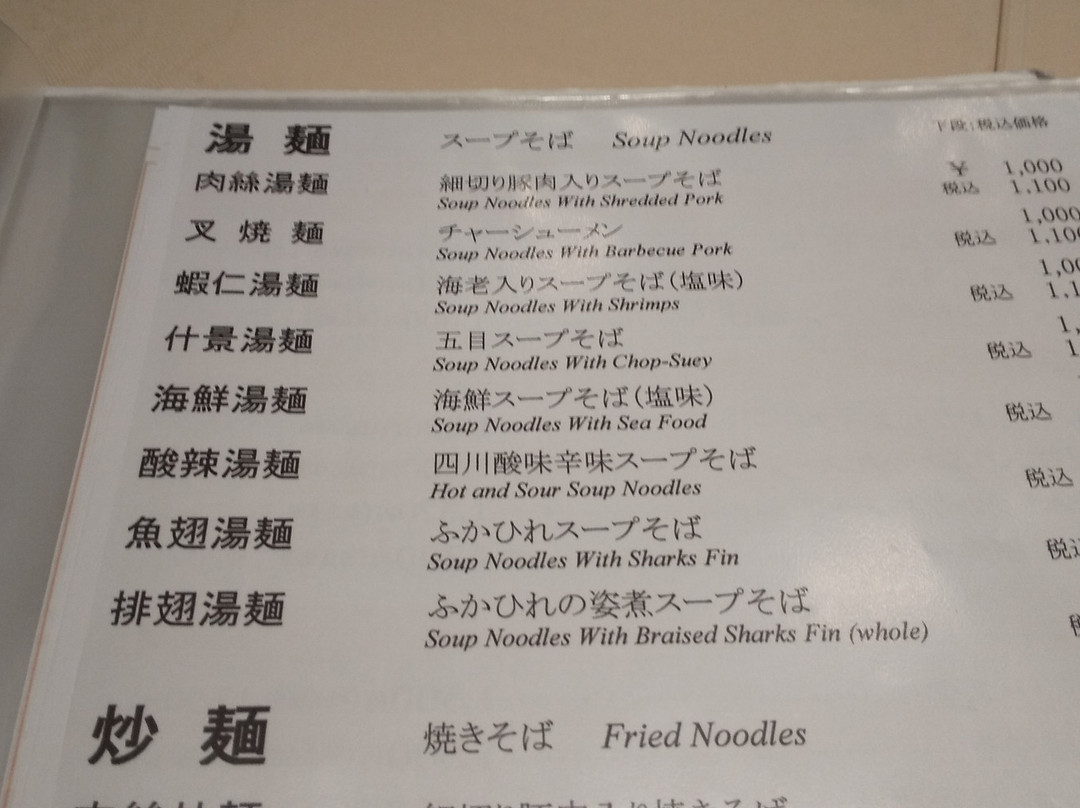 下段:税込価格
湯 麺 スープそば Soup Noodles
肉絲湯麺 細切り豚肉入りスープそば ¥ 1,000
Soup Noodles With Shredded Pork 税込 1.100
叉 焼 麺 チャーシューメン 1,000
Soup Noodles With Barbecue Pork 税込 1.100
蝦仁湯麺 海老入りスープそば(塩味)
Soup Noodles With Shrimps 税込
什景湯麺 五目スープそば
Soup Noodles With Chop-Suey 税込
海鮮湯麺 海鮮スープそば(塩味)
Soup Noodles With Sea Food 税込
酸辣湯麺 四川酸味辛味スープそば
Hot and Sour Soup Noodles 税込
魚翅湯麺 ふかひれスープそば
Soup Noodles With Sharks Fin 税込
排翅湯麺 ふかひれの姿煮スープそば
Soup Noodles With Braised Sharks Fin (whole)
炒 麺 焼きそば Fried Noodles